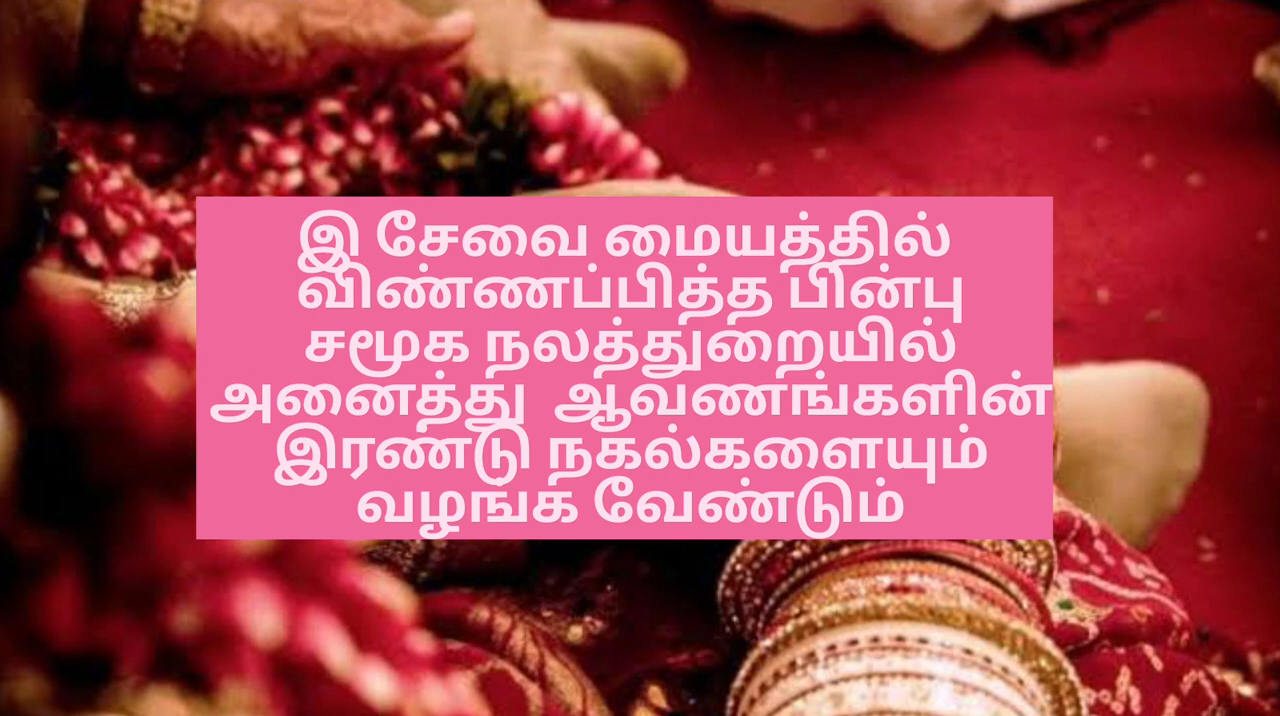 இ சேவை மையத்தில்
விண்ணப்பித்த பின்பு
சமூக நலத்துறையில்
அனைத்து ஆவணங்களின்
இரண்டு நகல்களையும்
வழங்க வேண்டும்